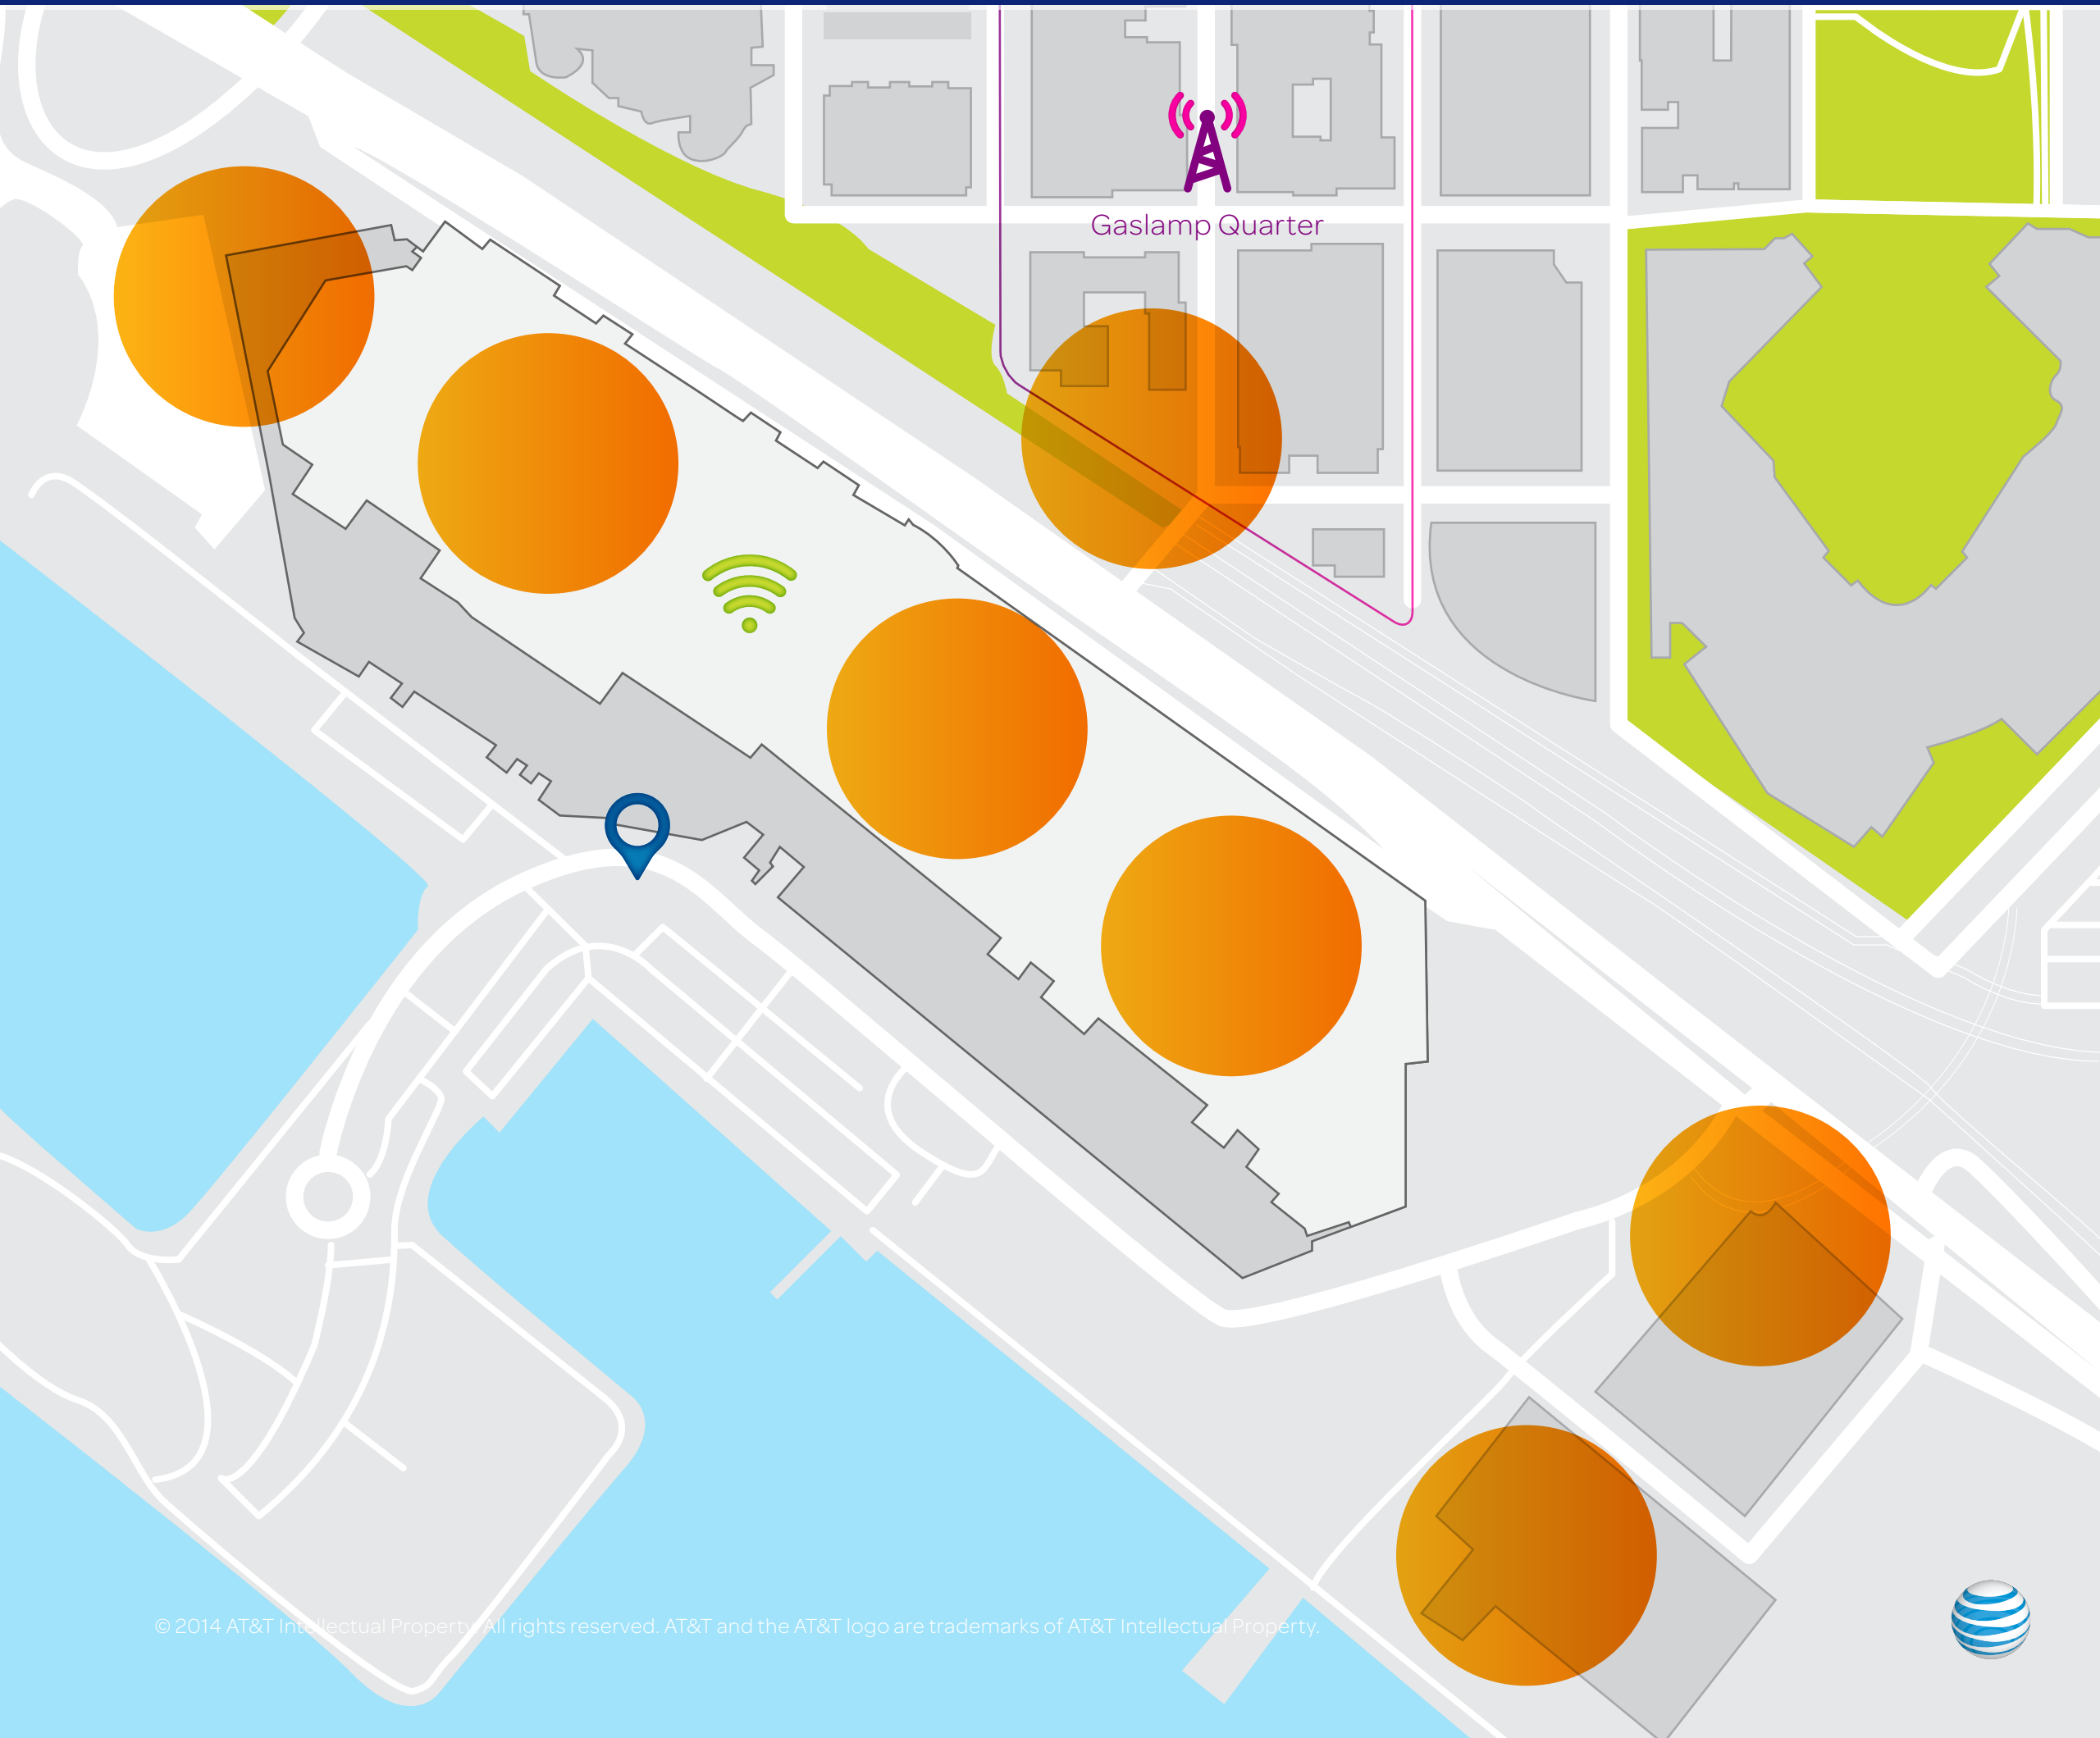 Gaslamp Quarter
© 2014 AT&T Intellectual Property. All rights reserved. AT&T and the AT&T logo are trademarks of AT&T Intellectual Property.